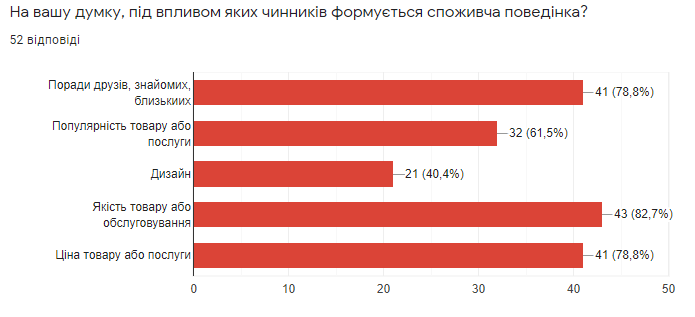 На вашу думку, під впливом яких чинників формується споживча поведінка?
52 відповіді
Поради друзів, знайомих,
близькиих
41 (78,8%)
Популярність товару або
послуги
32 (61,5%)
Дизайн
21 (40,4%)
Якість товару або
обслуговування
43 (82,7%)
Ціна товару або послуги
41 (78,8%)
0 10 20 30 40 50